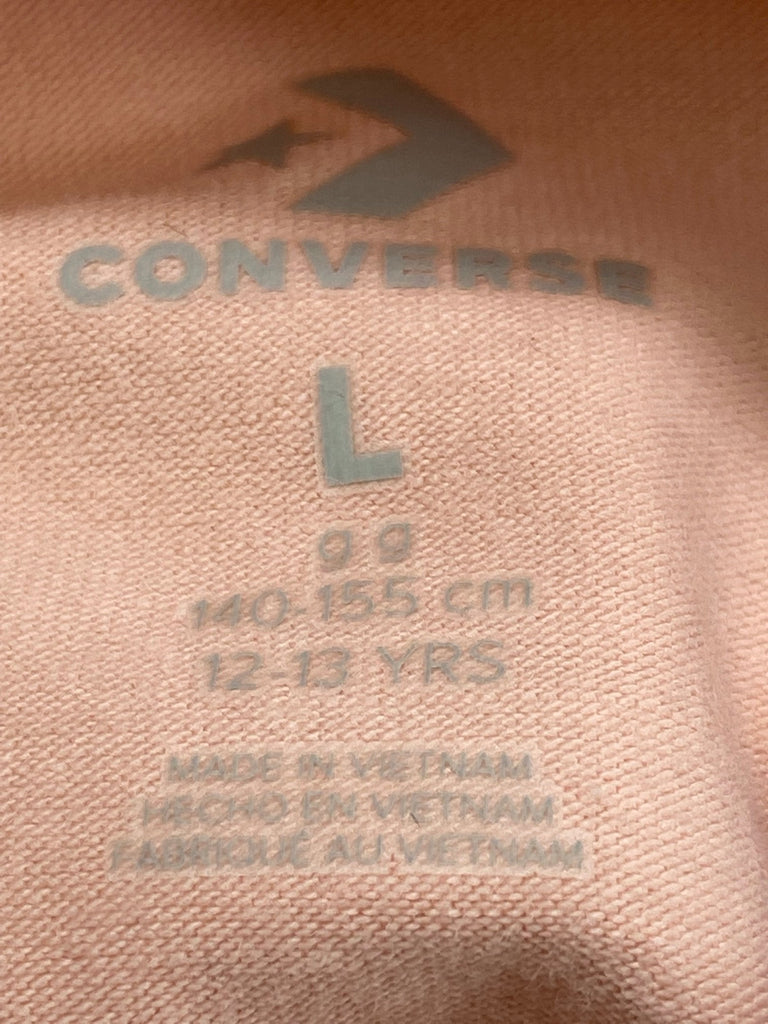 CONVERSE
L
g g
140-155 cm
12-13 YRS
MADE IN VIETNAM
HECHO EN VIETNAM
FABRIQUÉ AU VIETNAM